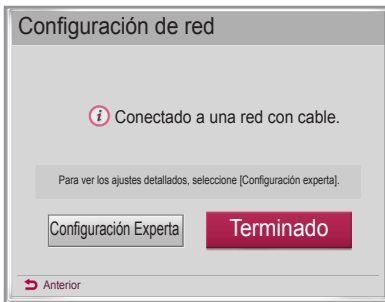 Configuración de red
Conectado a una red con cable.
Para ver los ajustes detallados, seleccione [Configuración experta].
Configuración Experta
Terminado
Anterior